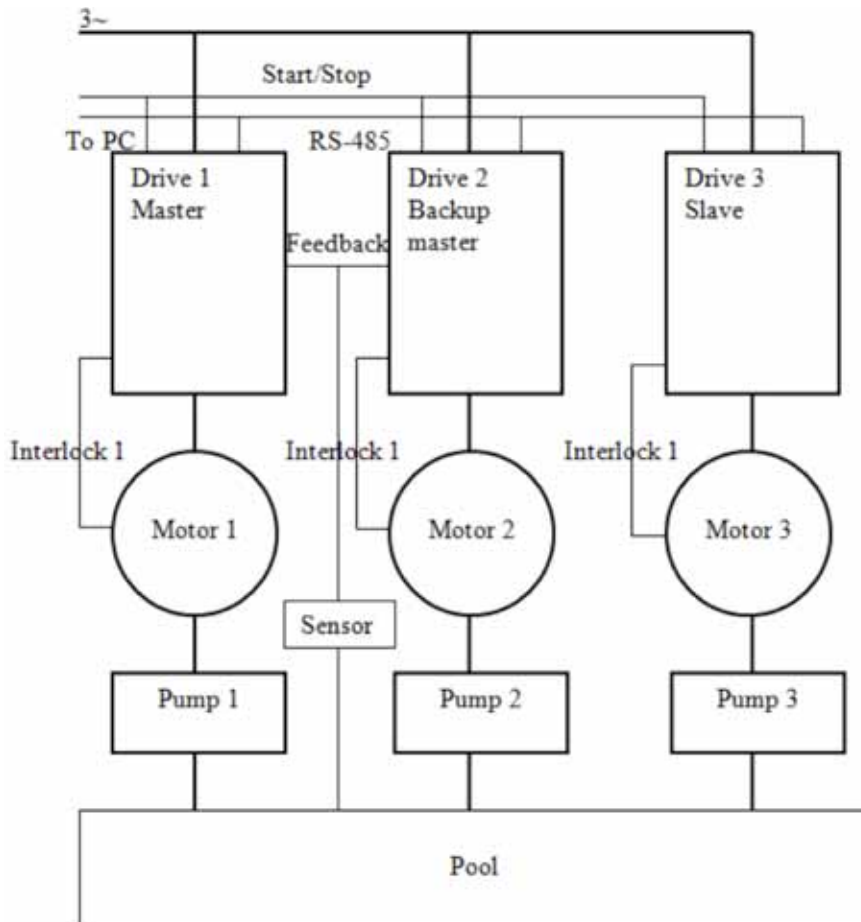 3~
Start/Stop
To PC
RS-485
Drive 1
Master
Drive 2
Backup
master
Drive 3
Slave
Feedback
Interlock 1
Interlock 1
Interlock 1
Motor 1
Motor 2
Motor 3
Sensor
Pump 1
Pump 2
Pump 3
Pool